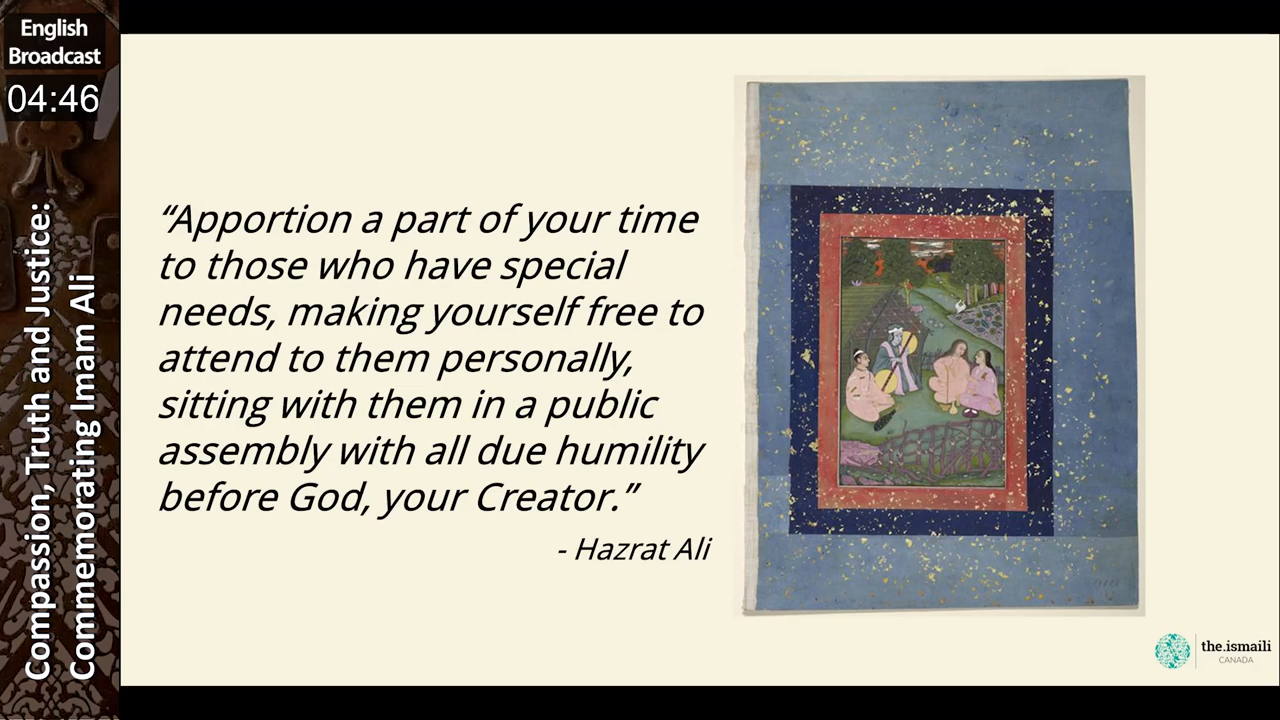 English
Broadcast
04:46
Compassion, Truth and Justice:
Commemorating Imam Ali
“Apportion a part of your time
to those who have special
needs, making yourself free to
attend to them personally,
sitting with them in a public
assembly with all due humility
before God, your Creator.”
- Hazrat Ali
the.ismaili
CANADA